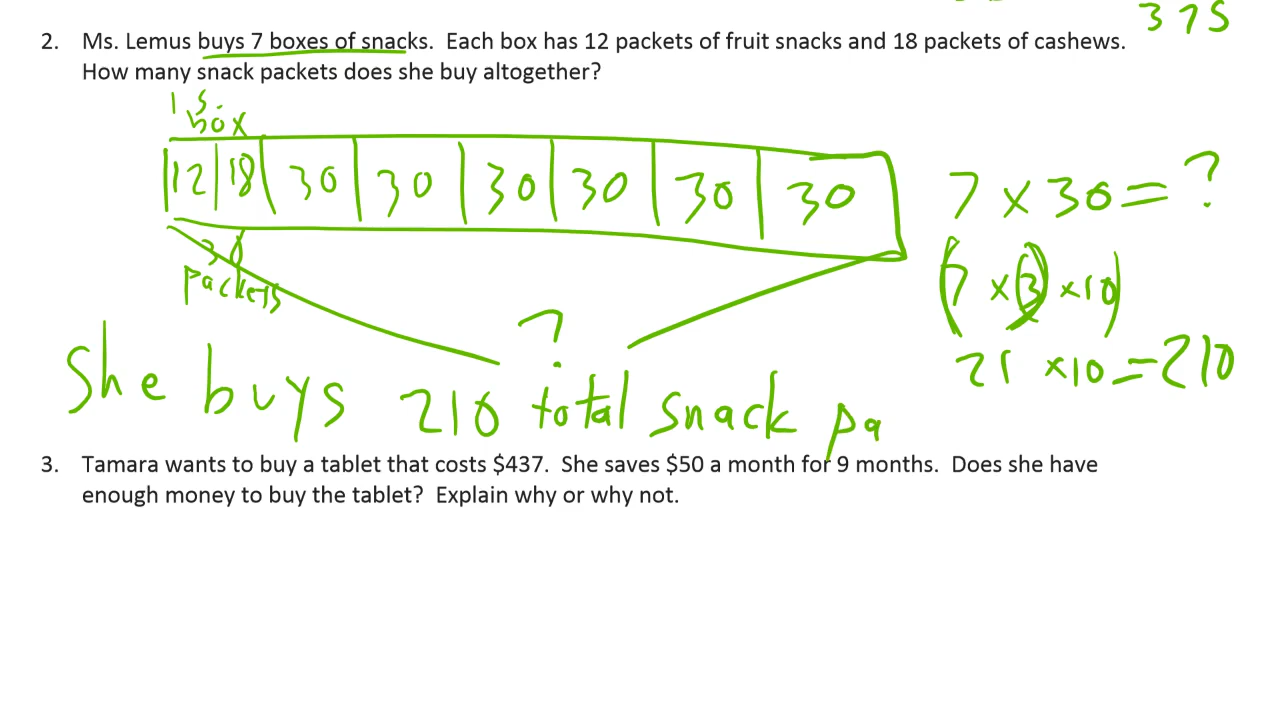 375
2. Ms. Lemus buys 7 boxes of snacks. Each box has 12 packets of fruit snacks and 18 packets of cashews.
How many snack packets does she buy altogether?
1 s.
box
12 18 30 30 30 30 30 30
7 x 30 = ?
30
packets
(7 x (3) x 10)
?
21 x 10 = 210
She buys 210 total snack pa
3. Tamara wants to buy a tablet that costs $437. She saves $50 a month for 9 months. Does she have
enough money to buy the tablet? Explain why or why not.